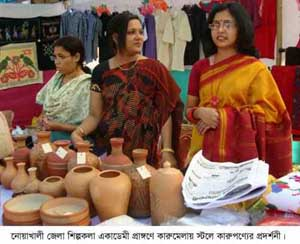 নোয়াখালী জেলা শিল্পকলা একাডেমী প্রাঙ্গণে কারুমেলায় স্টলে কারুপণ্যের প্রদর্শনী।